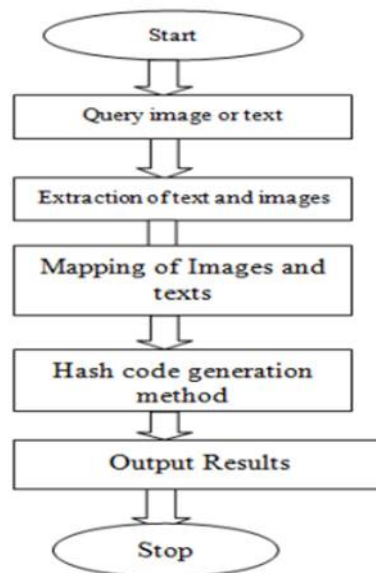 Start
Query image or text
Extraction of text and images
Mapping of Images and
texts
Hash code generation
method
Output Results
Stop